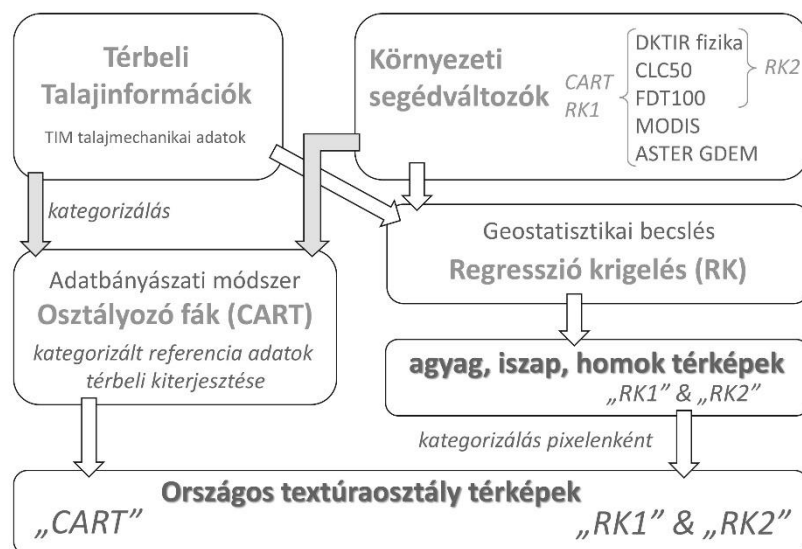 Térbeli
Talajinformációk
TIM talajmechanikai adatok
Környezeti
segédváltozók
CART
RK1
DKTIR fizika
CLC50
FDT100
MODIS
ASTER GDEM
RK2
kategorizálás
Geostatisztikai becslés
Regresszió krigelés (RK)
Adatbányászati módszer
Osztályozó fák (CART)
kategorizált referencia adatok
térbeli kiterjesztése
agyag, iszap, homok térképek
„RK1” & „RK2”
kategorizálás pixelenként
Országos textúraosztály térképek
„CART”
„RK1” & „RK2”